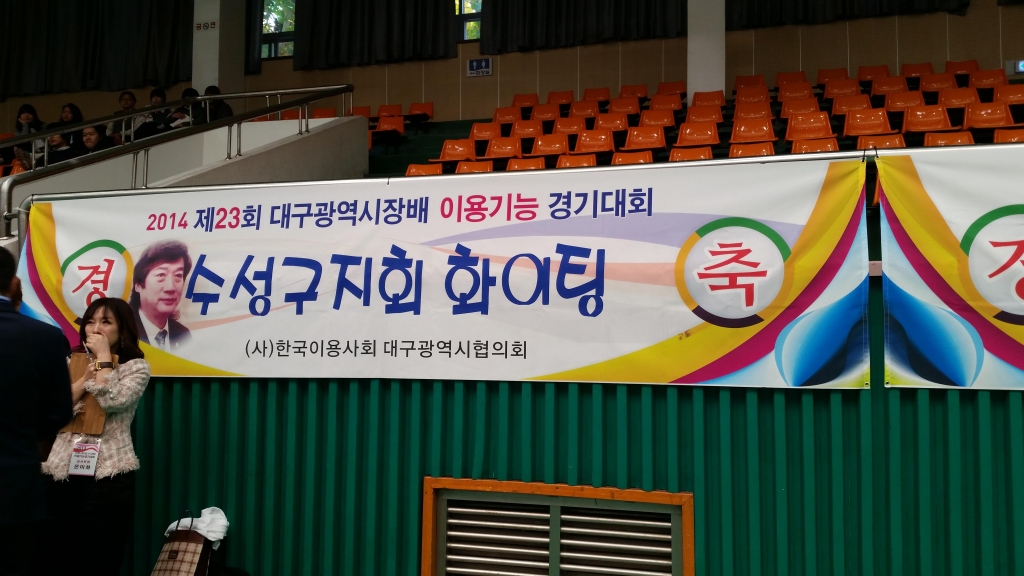 2014 제23회 대구광역시장배 이용기능 경기대회
경
수성구지회 화이팅
축
(사)한국이용사회 대구광역시협의회